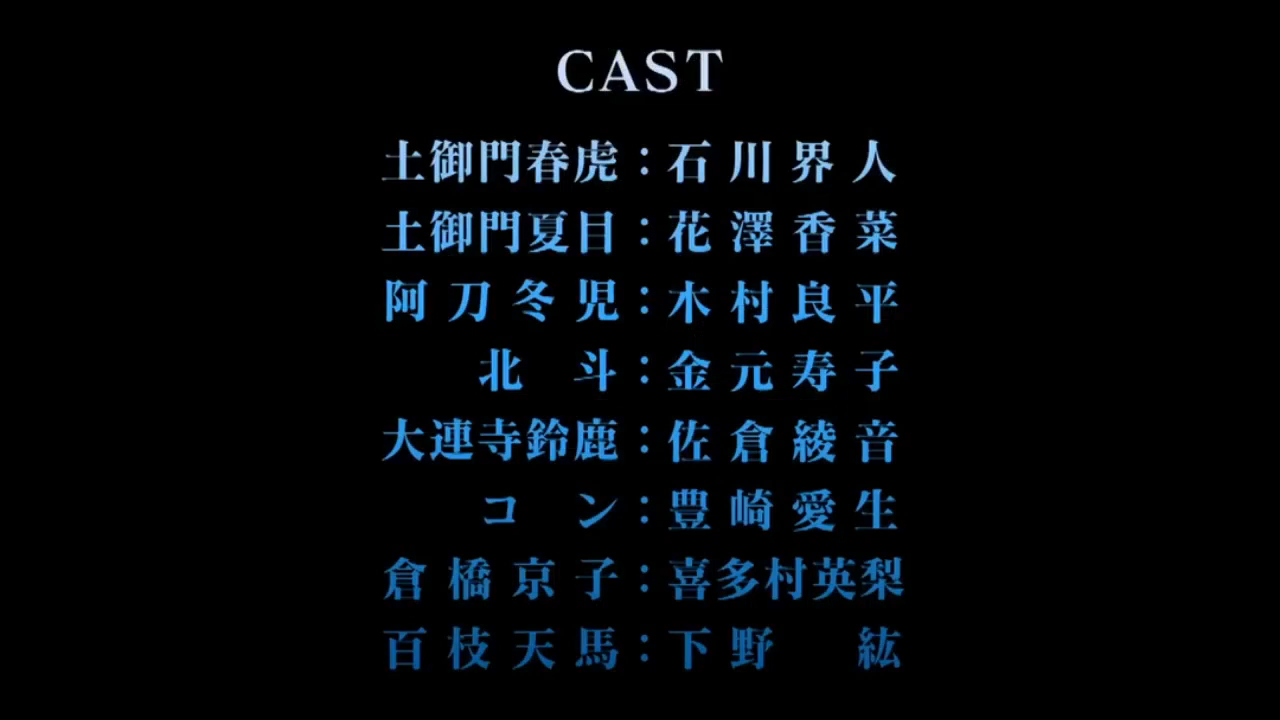 CAST
土御門春虎：石川界人
土御門夏目：花澤香菜
阿刀冬児：木村良平
北斗：金元寿子
大連寺鈴鹿：佐倉綾音
コン：豊崎愛生
倉橋京子：喜多村英梨
百枝天馬：下野紘